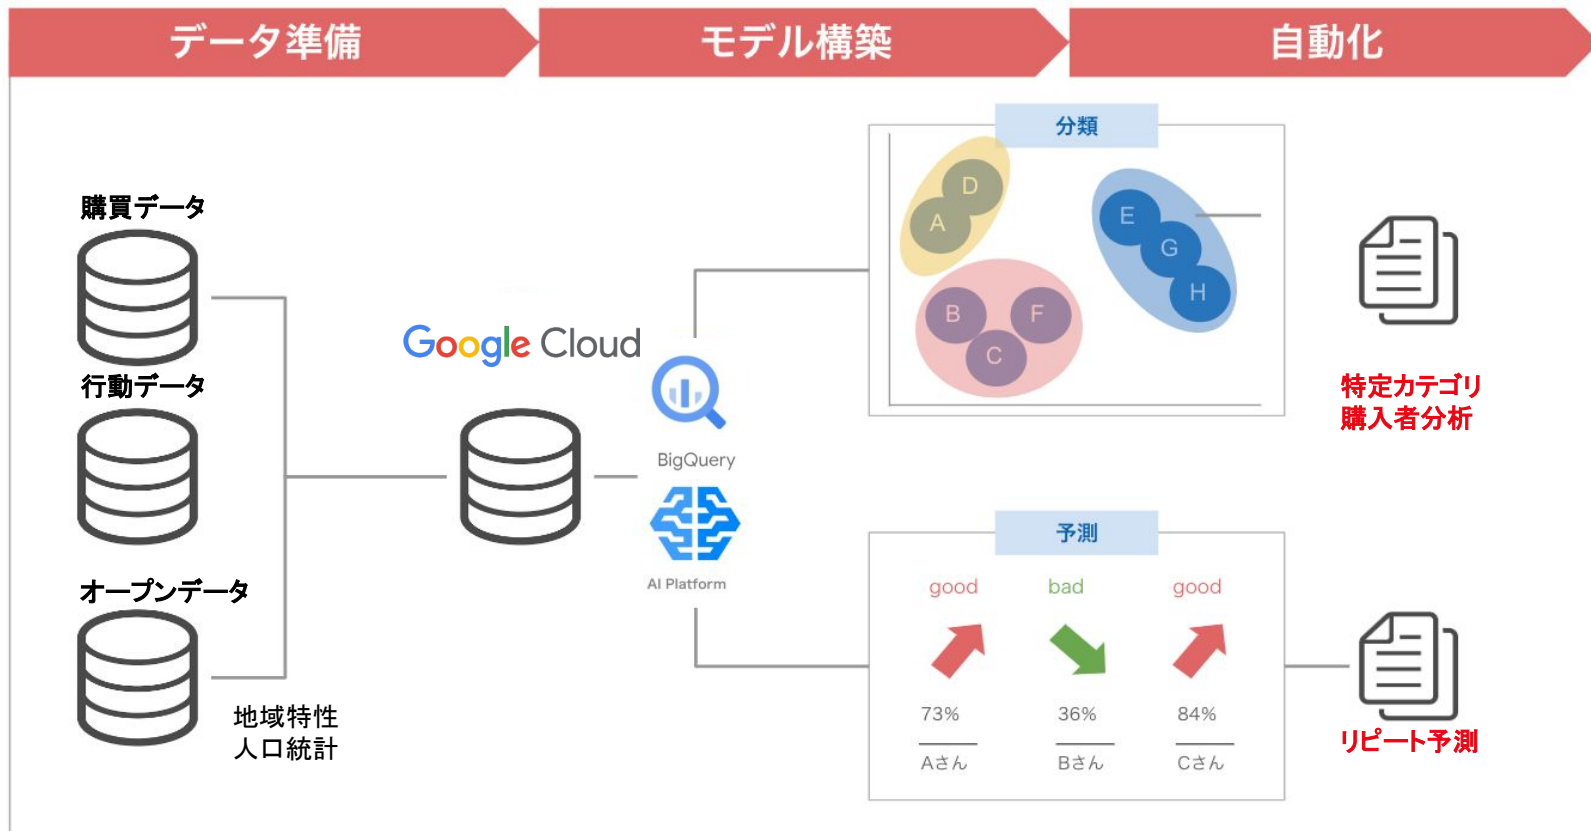 データ準備
モデル構築
自動化
購買データ
行動データ
オープンデータ
地域特性
人口統計
Google Cloud
BigQuery
AI Platform
分類
D
A
E
G
H
B
F
C
特定カテゴリ
購入者分析
予測
good bad good
73% 36% 84%
Aさん Bさん Cさん
リピート予測